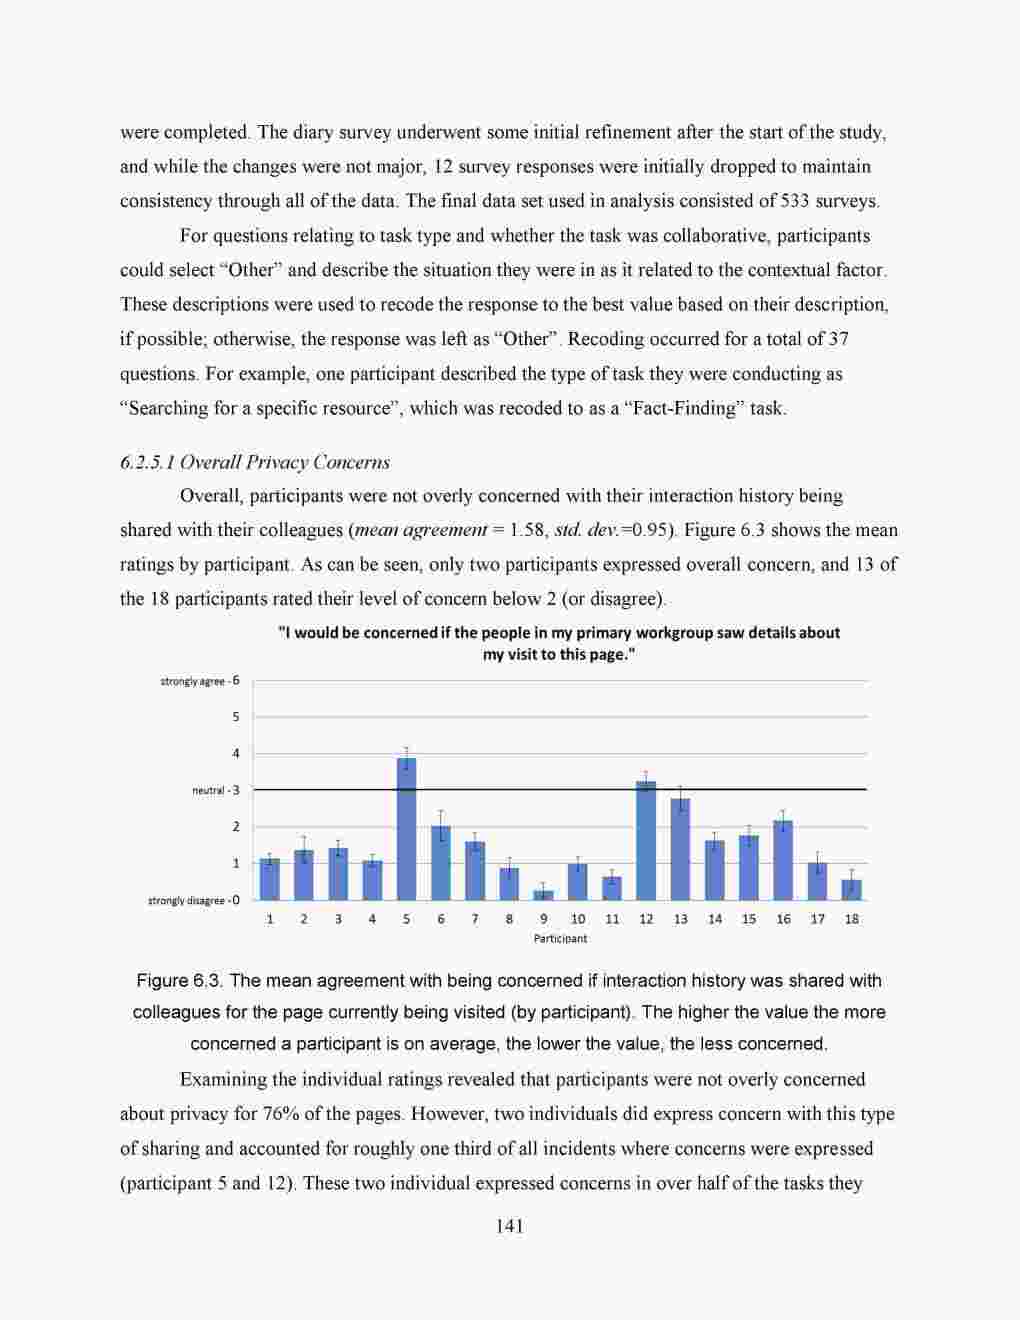 were completed. The diary survey underwent some initial refinement after the start of the study,
and while the changes were not major, 12 survey responses were initially dropped to maintain
consistency through all of the data. The final data set used in analysis consisted of 533 surveys.
For questions relating to task type and whether the task was collaborative, participants
could select “Other” and describe the situation they were in as it related to the contextual factor.
These descriptions were used to recode the response to the best value based on their description,
if possible; otherwise, the response was left as “Other”. Recoding occurred for a total of 37
questions. For example, one participant described the type of task they were conducting as
“Searching for a specific resource”, which was recoded to as a “Fact-Finding” task.
6.2.5.1 Overall Privacy Concerns
Overall, participants were not overly concerned with their interaction history being
shared with their colleagues (mean agreement = 1.58, std. dev.=0.95). Figure 6.3 shows the mean
ratings by participant. As can be seen, only two participants expressed overall concern, and 13 of
the 18 participants rated their level of concern below 2 (or disagree).
"I would be concerned if the people in my primary workgroup saw details about
my visit to this page."
strongly agree - 6
5
4
neutral - 3
2
1
strongly disagree - 0
1 2 3 4 5 6 7 8 9 10 11 12 13 14 15 16 17 18
Participant
Figure 6.3. The mean agreement with being concerned if interaction history was shared with
colleagues for the page currently being visited (by participant). The higher the value the more
concerned a participant is on average, the lower the value, the less concerned.
Examining the individual ratings revealed that participants were not overly concerned
about privacy for 76% of the pages. However, two individuals did express concern with this type
of sharing and accounted for roughly one third of all incidents where concerns were expressed
(participant 5 and 12). These two individual expressed concerns in over half of the tasks they
141